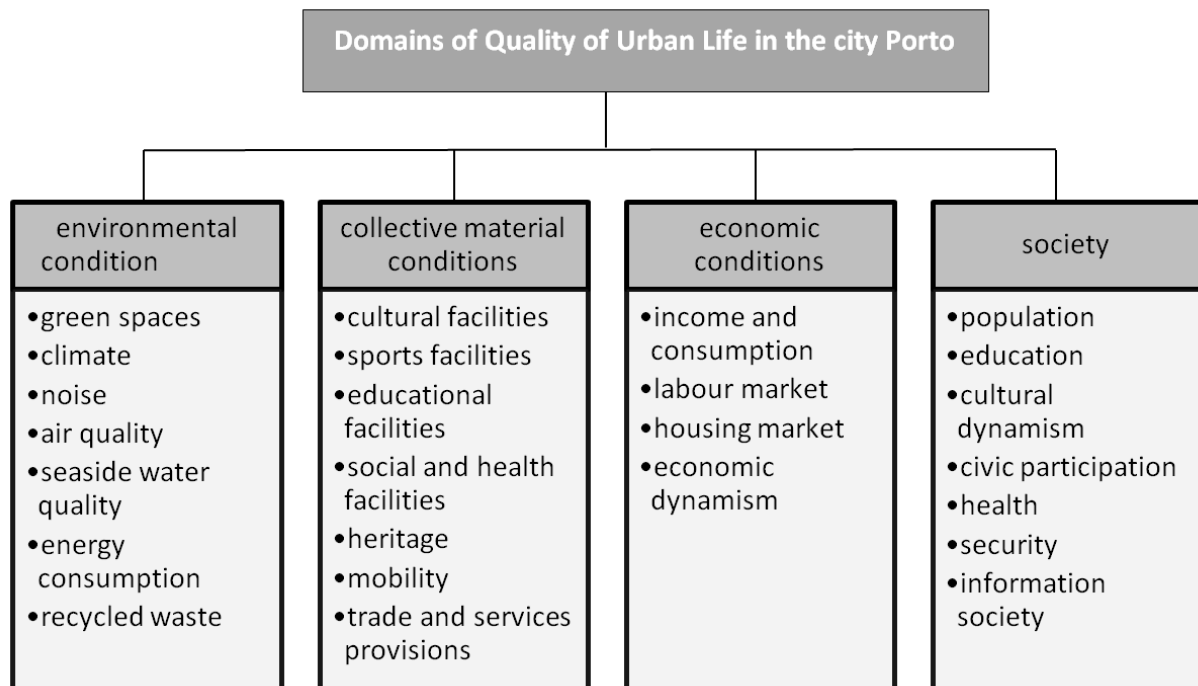 Domains of Quality of Urban Life in the city Porto
environmental
condition
•green spaces
•climate
•noise
•air quality
•seaside water
quality
•energy
consumption
•recycled waste
collective material
conditions
•cultural facilities
•sports facilities
•educational
facilities
•social and health
facilities
•heritage
•mobility
•trade and services
provisions
economic
conditions
•income and
consumption
•labour market
•housing market
•economic
dynamism
society
•population
•education
•cultural
dynamism
•civic participation
•health
•security
•information
society